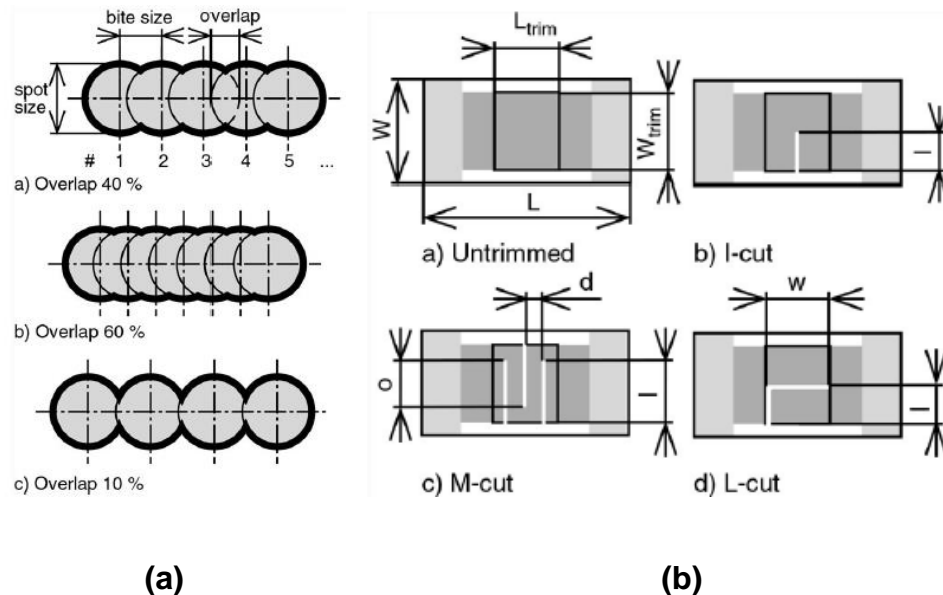 bite size overlap
spot
size
# 1 2 3 4 5 ...
a) Overlap 40 %
b) Overlap 60 %
c) Overlap 10 %
L trim
W
W trim
L
a) Untrimmed
l
b) I-cut
d
o
l
c) M-cut
w
l
d) L-cut
(a) (b)